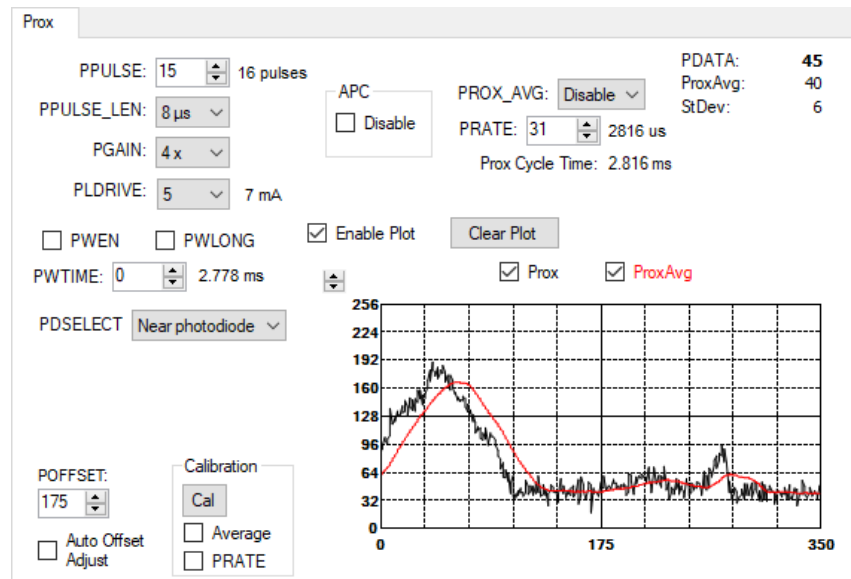 Prox
PPULSE: 15 16 pulses
PPULSE_LEN: 8 µs
PGAIN: 4 x
PLDRIVE: 5 7 mA
APC
Disable
PROX_AVG: Disable
PRATE: 31 2816 us
Prox Cycle Time: 2.816 ms
PDATA: 45
ProxAvg: 40
StDev: 6
PWEN PWLONG
Enable Plot Clear Plot
PWTIME: 0 2.778 ms
Prox ProxAvg
PDSELECT Near photodiode
256
224
192
160
128
96
64
32
0
0 175 350
POFFSET:
175
Auto Offset
Adjust
Calibration
Cal
Average
PRATE